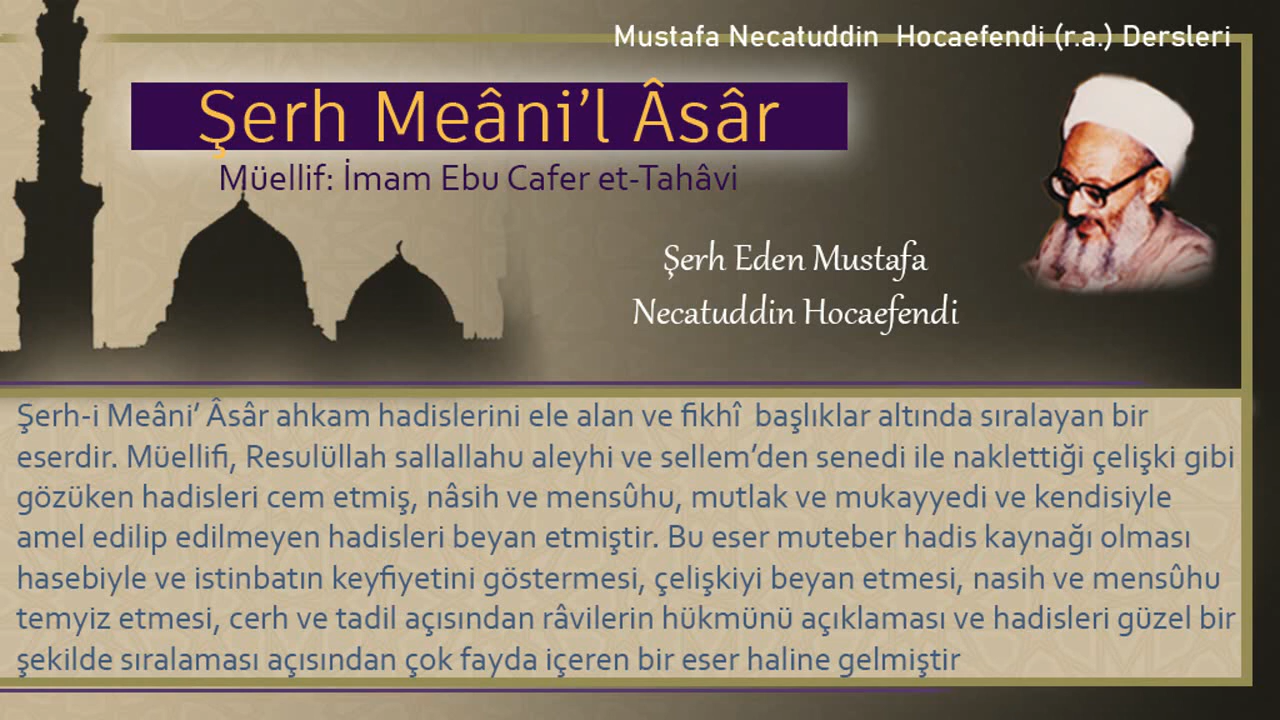 Mustafa Necatuddin Hocaefendi (r.a.) Dersleri
Şerh Meâni’l Âsâr
Müellif: İmam Ebu Cafer et-Tahâvi
Şerh Eden Mustafa
Necatuddin Hocaefendi
Şerh-i Meâni’ Âsâr ahkam hadislerini ele alan ve fikhî başlıklar altında sıralayan bir
eserdir. Müellifi, Resulüllah sallallahu aleyhi ve sellem’den senedi ile naklettiği çelişki gibi
gözüken hadisleri cem etmiş, nâsih ve mensûhu, mutlak ve mukayyedi ve kendisiyle
amel edilip edilmeyen hadisleri beyan etmiştir. Bu eser muteber hadis kaynağı olması
hasebiyle ve istinbatın keyfiyetini göstermesi, çelişkiyi beyan etmesi, nasih ve mensûhu
temyiz etmesi, cerh ve tadil açısından râvilerin hükmünü açıklaması ve hadisleri güzel bir
şekilde sıralaması açısından çok fayda içeren bir eser haline gelmiştir